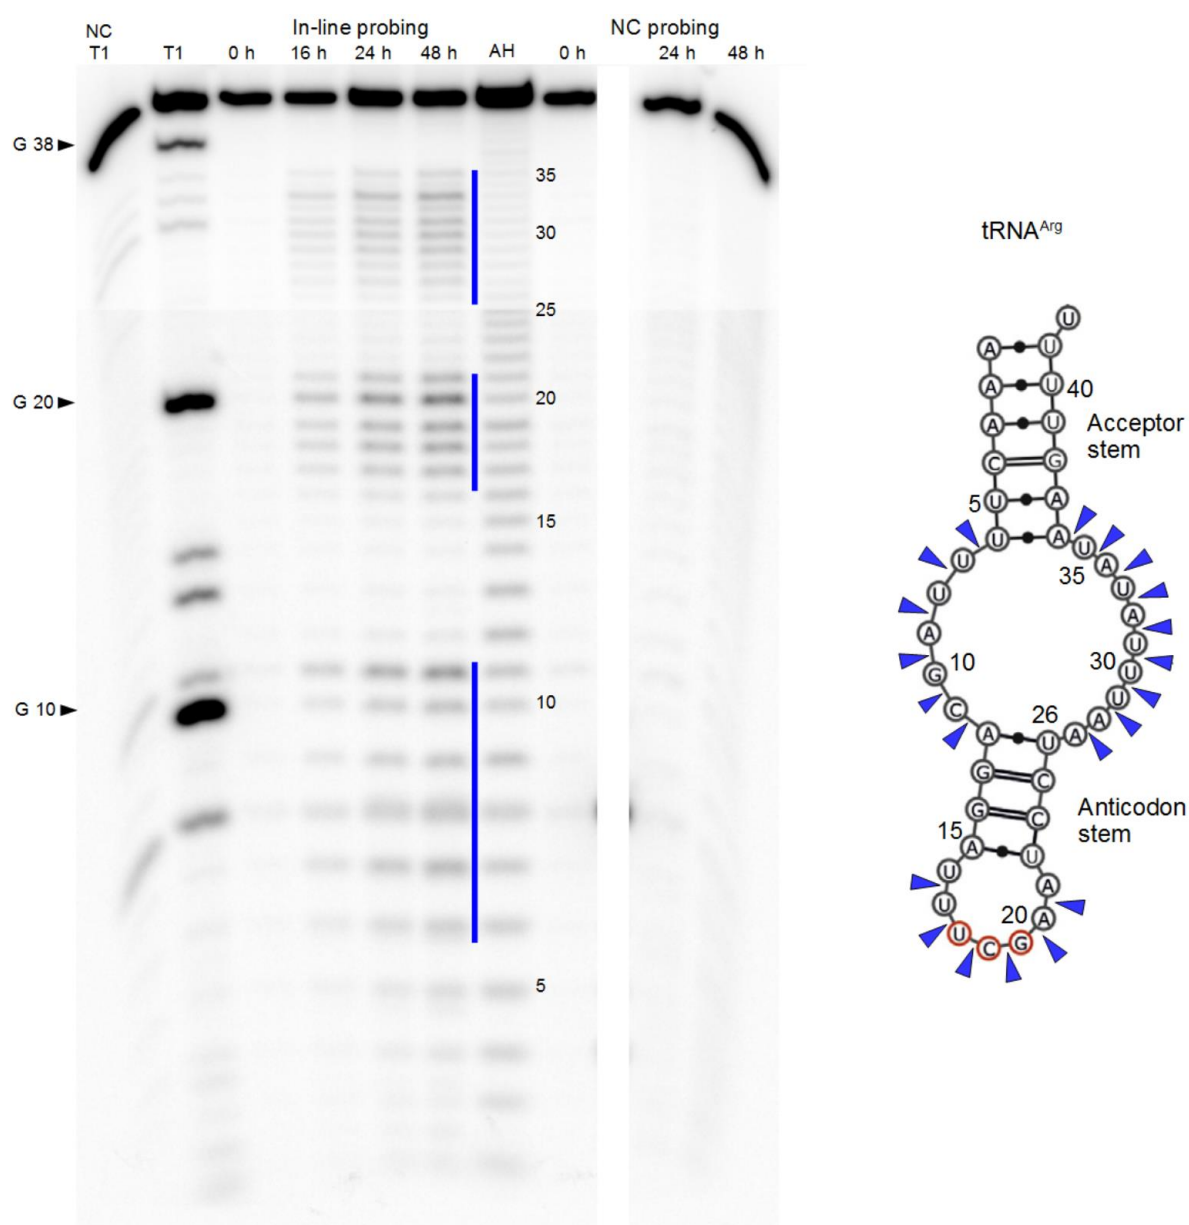 NC
T1
T1
0 h
In-line probing
16 h 24 h 48 h
AH
0 h
NC probing
24 h 48 h
G 38
G 20
G 10
35
30
25
20
15
10
5
tRNA^Arg
U
A U
A U
40
A U
Acceptor
stem
C G
5
U A
U A
U U
35
A
U U
A A
U
10 30
G U
C U
26
A U A A
G C
G C
Anticodon
stem
15
A U
U A
U 20 A
U C G